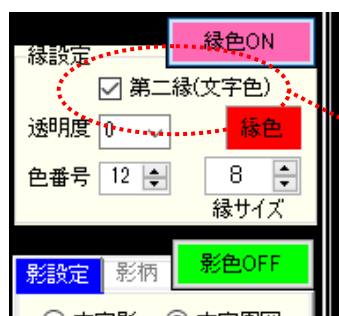 縁色ON
縁設定
第二縁(文字色)
透明度 0 縁色
色番号 12 8
縁サイズ
影設定 影柄 影色OFF